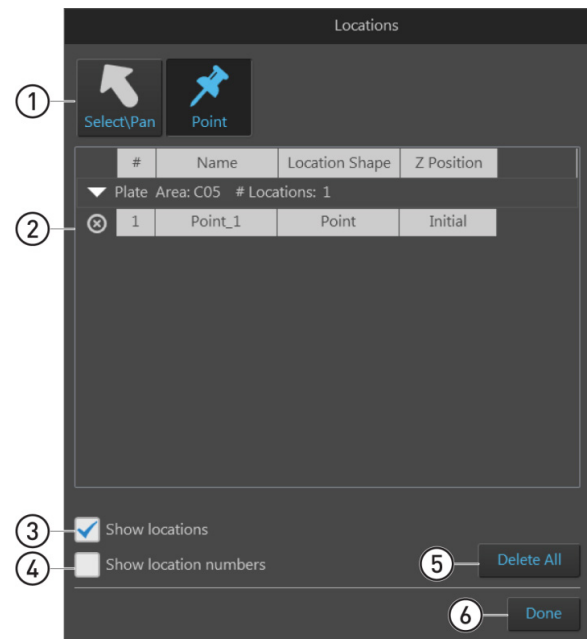 Locations
1
Select\Pan Point
# Name Location Shape Z Position
Plate Area: C05 # Locations: 1
2
1 Point_1 Point Initial
3
Show locations
4
Show location numbers
5
Delete All
6
Done